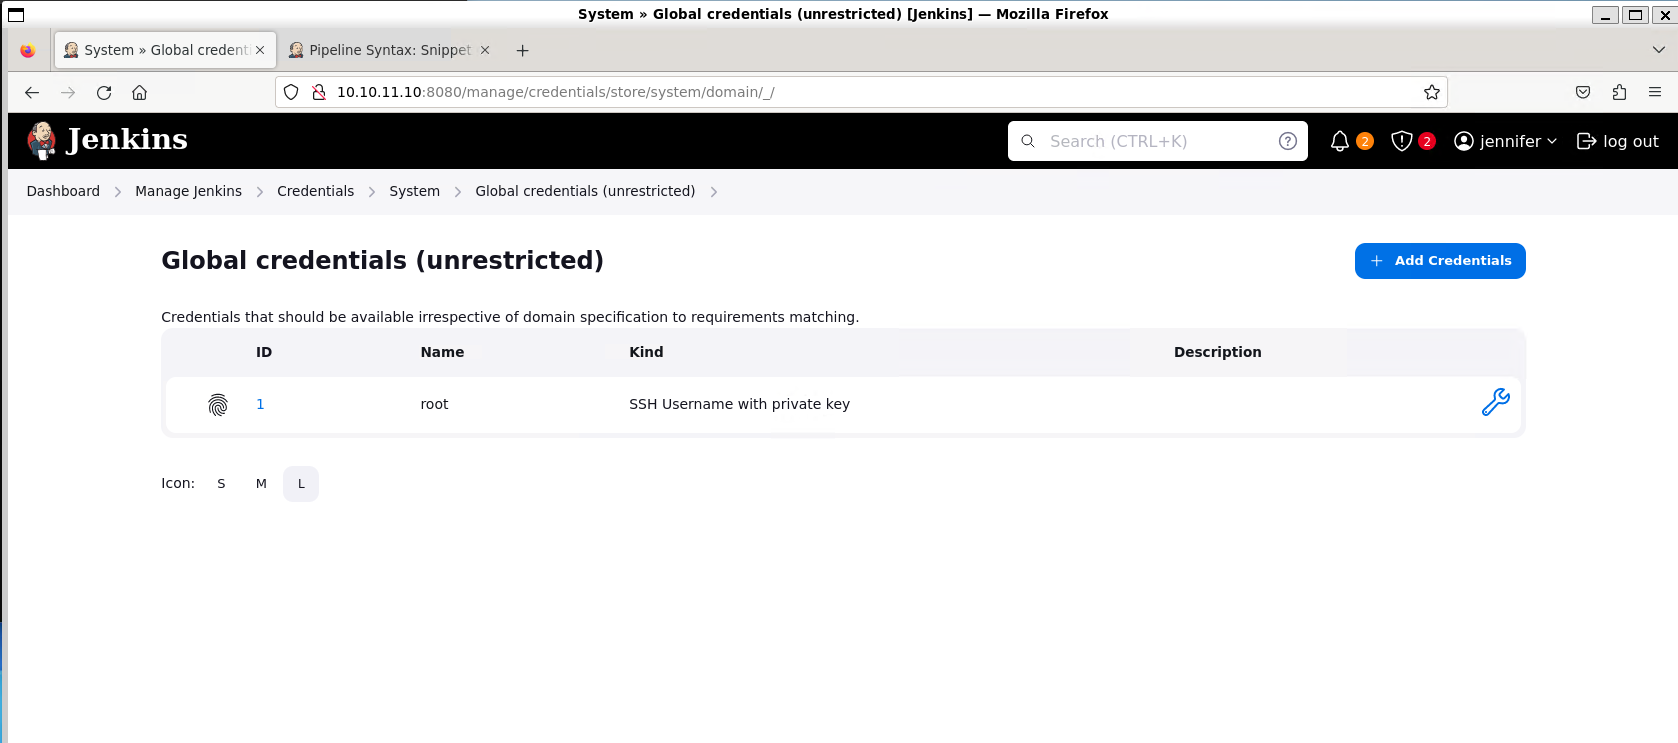 System » Global credentials (unrestricted) [Jenkins] — Mozilla Firefox
System » Global credent
Pipeline Syntax: Snippet
10.10.11.10:8080/manage/credentials/store/system/domain/_/
Jenkins
Search (CTRL+K)
2
2
jennifer
log out
Dashboard
Manage Jenkins
Credentials
System
Global credentials (unrestricted)
Global credentials (unrestricted)
+ Add Credentials
Credentials that should be available irrespective of domain specification to requirements matching.
ID Name Kind Description
1 root SSH Username with private key
Icon: S M L